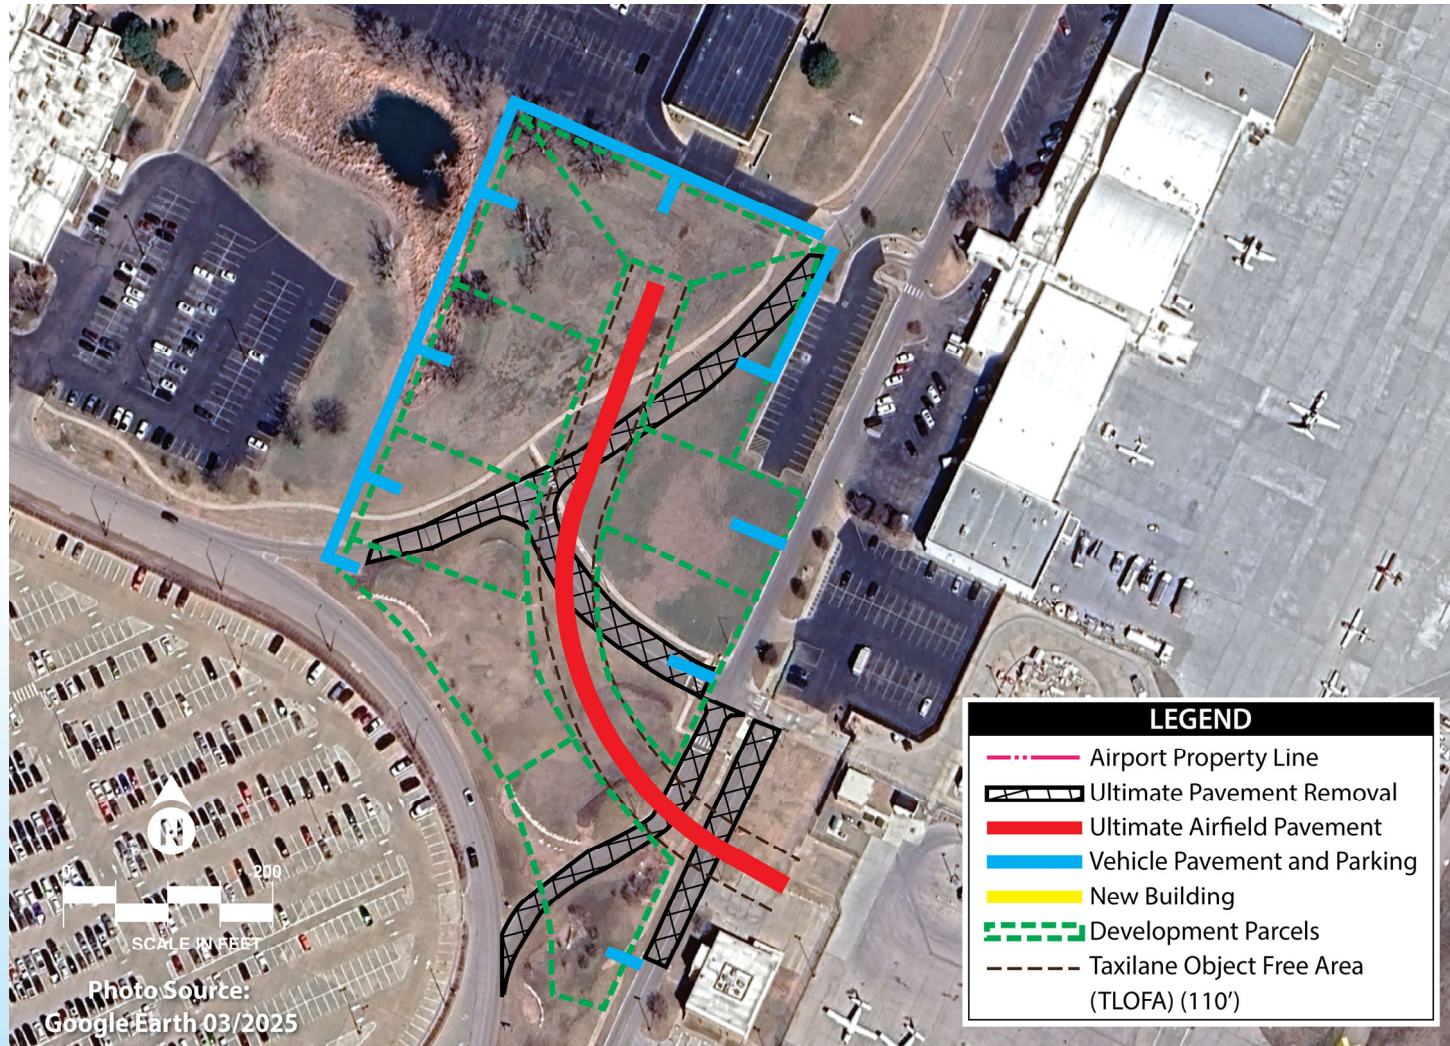 LEGEND
Airport Property Line
Ultimate Pavement Removal
Ultimate Airfield Pavement
Vehicle Pavement and Parking
New Building
Development Parcels
Taxilane Object Free Area
(TLOFA) (110’)
N
0 200
SCALE IN FEET
Photo Source:
Google Earth 03/2025